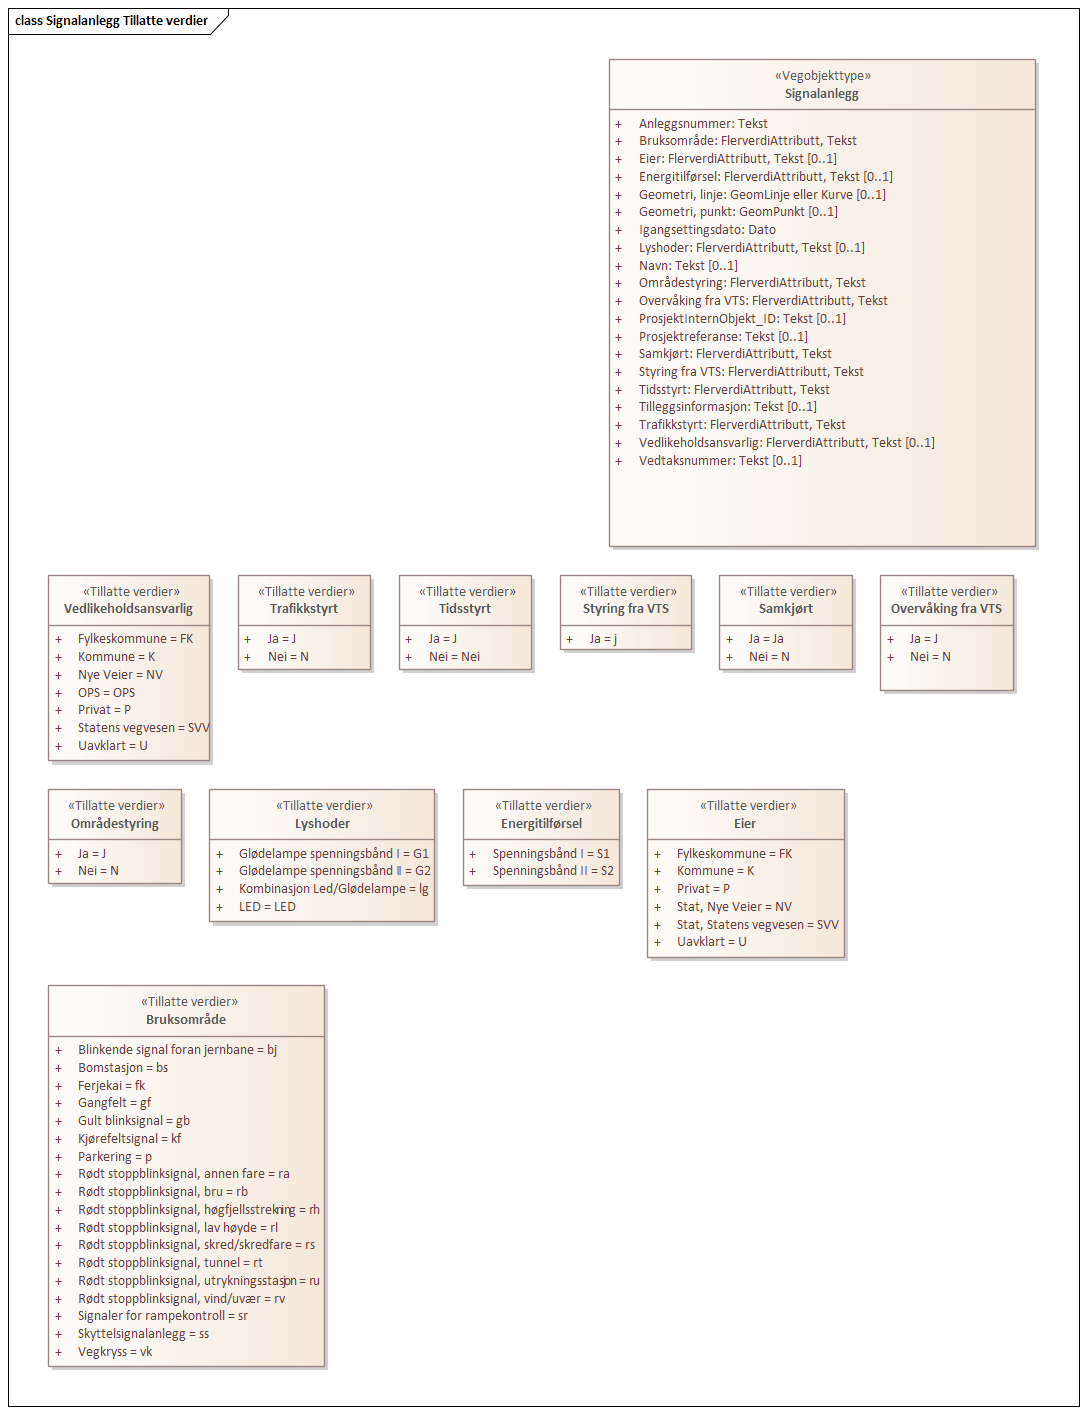 class Signalanlegg Tillatte verdier
«Vegobjekttype»
Signalanlegg
+ Anleggsnummer: Tekst
+ Bruksområde: FlerverdiAttributt, Tekst
+ Eier: FlerverdiAttributt, Tekst [0..1]
+ Energitilførsel: FlerverdiAttributt, Tekst [0..1]
+ Geometri, linje: GeomLinje eller Kurve [0..1]
+ Geometri, punkt: GeomPunkt [0..1]
+ Igangsettingsdato: Dato
+ Lyshoder: FlerverdiAttributt, Tekst [0..1]
+ Navn: Tekst [0..1]
+ Områdestyring: FlerverdiAttributt, Tekst
+ Overvåking fra VTS: FlerverdiAttributt, Tekst
+ ProsjektInternObjekt_ID: Tekst [0..1]
+ Prosjektreferanse: Tekst [0..1]
+ Samkjørt: FlerverdiAttributt, Tekst
+ Styring fra VTS: FlerverdiAttributt, Tekst
+ Tidsstyrt: FlerverdiAttributt, Tekst
+ Tilleggsinformasjon: Tekst [0..1]
+ Trafikkstyrt: FlerverdiAttributt, Tekst
+ Vedlikeholdsansvarlig: FlerverdiAttributt, Tekst [0..1]
+ Vedtaksnummer: Tekst [0..1]
«Tillatte verdier»
Vedlikeholdsansvarlig
+ Fylkeskommune = FK
+ Kommune = K
+ Nye Veier = NV
+ OPS = OPS
+ Privat = P
+ Statens vegvesen = SVV
+ Uavklart = U
«Tillatte verdier»
Trafikkstyrt
+ Ja = J
+ Nei = N
«Tillatte verdier»
Tidsstyrt
+ Ja = J
+ Nei = Nei
«Tillatte verdier»
Styring fra VTS
+ Ja = j
«Tillatte verdier»
Samkjørt
+ Ja = Ja
+ Nei = N
«Tillatte verdier»
Overvåking fra VTS
+ Ja = J
+ Nei = N
«Tillatte verdier»
Områdestyring
+ Ja = J
+ Nei = N
«Tillatte verdier»
Lyshoder
+ Glødelampe spenningsbånd I = G1
+ Glødelampe spenningsbånd II = G2
+ Kombinasjon Led/Glødelampe = lg
+ LED = LED
«Tillatte verdier»
Energitilførsel
+ Spenningsbånd I = S1
+ Spenningsbånd II = S2
«Tillatte verdier»
Eier
+ Fylkeskommune = FK
+ Kommune = K
+ Privat = P
+ Stat, Nye Veier = NV
+ Stat, Statens vegvesen = SVV
+ Uavklart = U
«Tillatte verdier»
Bruksområde
+ Blinkende signal foran jernbane = bj
+ Bomstasjon = bs
+ Ferjekai = fk
+ Gangfelt = gf
+ Gult blinksignal = gb
+ Kjørefeltsignal = kf
+ Parkering = p
+ Rødt stoppblinksignal, annen fare = ra
+ Rødt stoppblinksignal, bru = rb
+ Rødt stoppblinksignal, høgfjellsstrekning = rh
+ Rødt stoppblinksignal, lav høyde = rl
+ Rødt stoppblinksignal, skred/skredfare = rs
+ Rødt stoppblinksignal, tunnel = rt
+ Rødt stoppblinksignal, utrykningsstasjon = ru
+ Rødt stoppblinksignal, vind/uvær = rv
+ Signaler for rampekontroll = sr
+ Skyttelsignalanlegg = ss
+ Vegkryss = vk